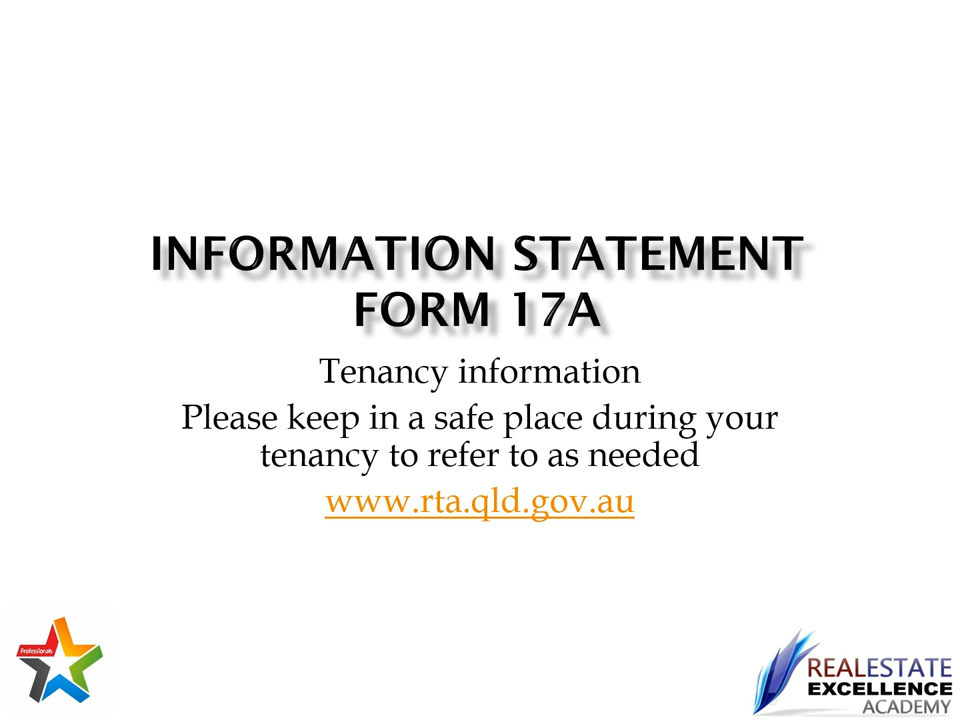 INFORMATION STATEMENT
FORM 17A
Tenancy information
Please keep in a safe place during your
tenancy to refer to as needed
www.rta.qld.gov.au
Professionals
REALESTATE
EXCELLENCE
ACADEMY